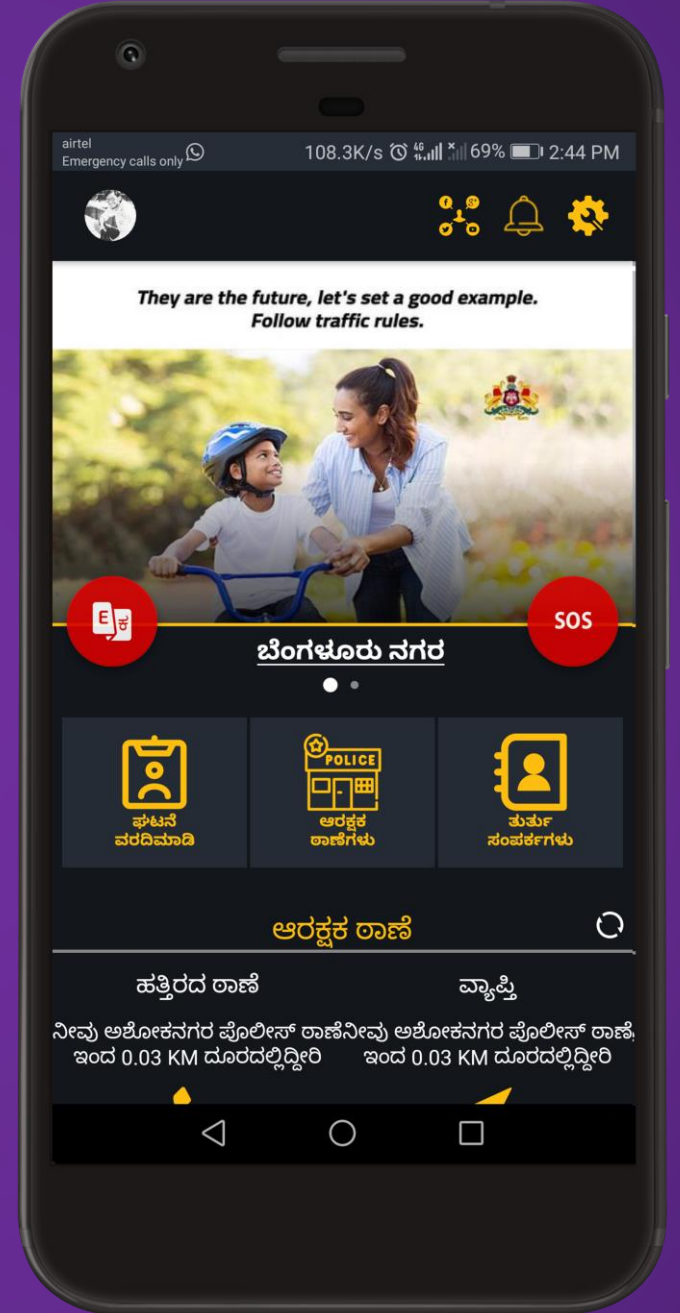 airtel
Emergency calls only
108.3K/s 4G 69% 2:44 PM
They are the future, let's set a good example.
Follow traffic rules.
E ಕ
SOS
ಬೆಂಗಳೂರು ನಗರ
ಘಟನೆ
ವರದಿಮಾಡಿ
POLICE
ಆರಕ್ಷಕ
ಠಾಣೆಗಳು
ತುರ್ತು
ಸಂಪರ್ಕಗಳು
ಆರಕ್ಷಕ ಠಾಣೆ
ಹತ್ತಿರದ ಠಾಣೆ
ನೀವು ಅಶೋಕನಗರ ಪೊಲೀಸ್ ಠಾಣೆ
ಇಂದ 0.03 KM ದೂರದಲ್ಲಿದ್ದೀರಿ
ವ್ಯಾಪ್ತಿ
ನೀವು ಅಶೋಕನಗರ ಪೊಲೀಸ್ ಠಾಣೆ
ಇಂದ 0.03 KM ದೂರದಲ್ಲಿದ್ದೀರಿ